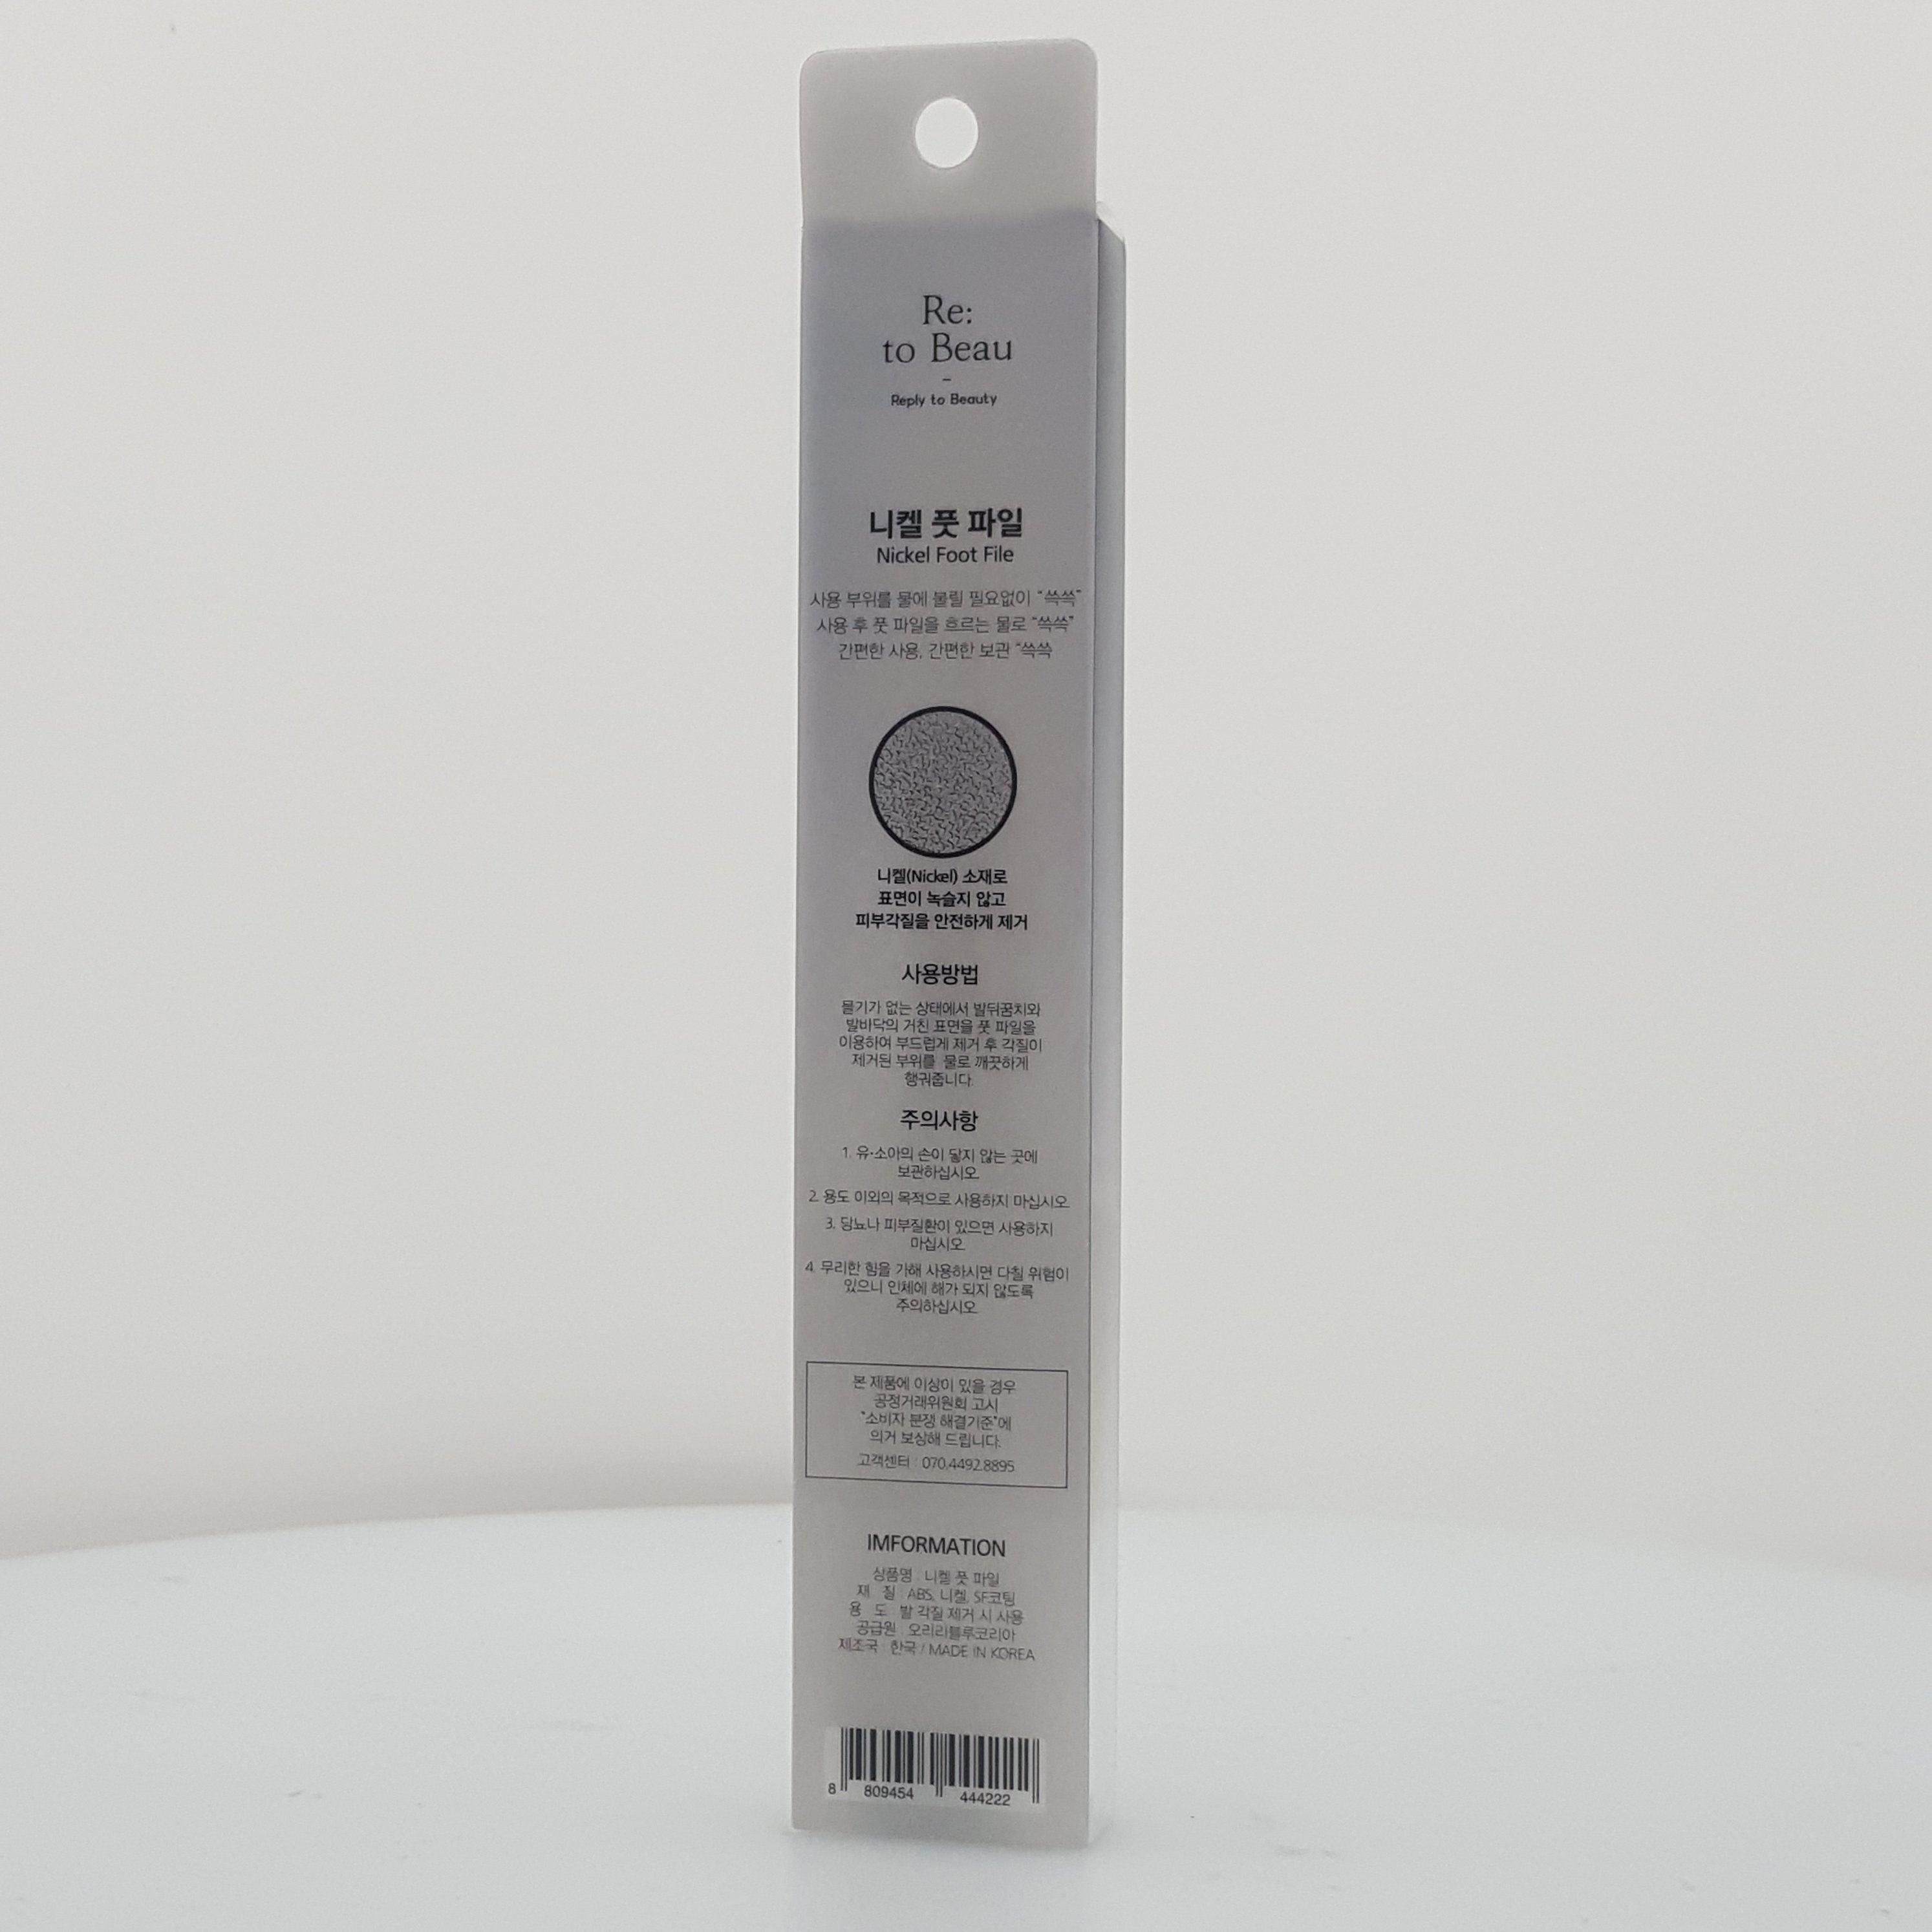 Re:
to Beau
-
Reply to Beauty
니켈 풋 파일
Nickel Foot File
사용 부위를 물에 불릴 필요없이 "쓱쓱"
사용 후 풋 파일을 흐르는 물로 "쓱쓱"
간편한 사용, 간편한 보관 "쓱쓱
니켈(Nickel) 소재로
표면이 녹슬지 않고
피부각질을 안전하게 제거
사용방법
물기가 없는 상태에서 발뒤꿈치와
발바닥의 거친 표면을 풋 파일을
이용하여 부드럽게 제거 후 각질이
제거된 부위를 물로 깨끗하게
행궈줍니다.
주의사항
1. 유·소아의 손이 닿지 않는 곳에
보관하십시오.
2. 용도 이외의 목적으로 사용하지 마십시오.
3. 당뇨나 피부질환이 있으면 사용하지
마십시오.
4. 무리한 힘을 가해 사용하시면 다칠 위험이
있으니 인체에 해가 되지 않도록
주의하십시오.
본 제품에 이상이 있을 경우
공정거래위원회 고시
"소비자 분쟁 해결기준"에
의거 보상해 드립니다.
고객센터 : 070.4492.8895
IMFORMATION
상품명 : 니켈 풋 파일
재 질 : ABS, 니켈, SF코팅
용 도 : 발 각질 제거 시 사용
공급원 : 오리리블루코리아
제조국 : 한국 / MADE IN KOREA
8 809454 444222